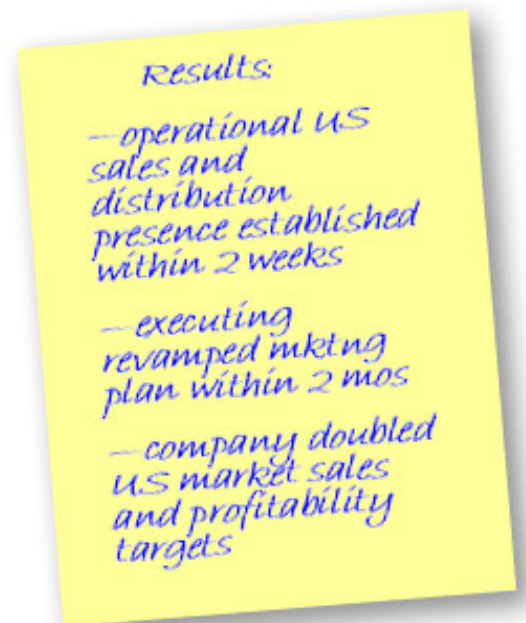 Results:
—operational US
sales and
distribution
presence established
within 2 weeks
—executing
revamped mktng
plan within 2 mos
—company doubled
US market sales
and profitability
targets